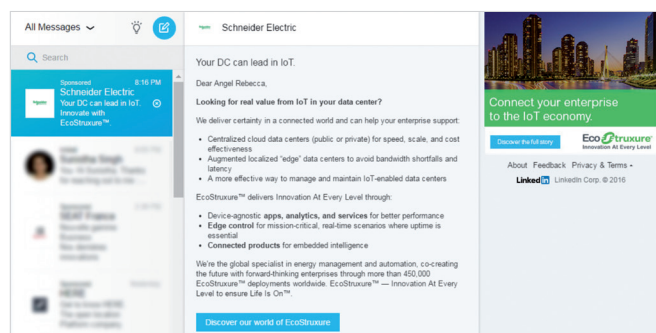 All Messages
Search
Sponsored 8:16 PM
Schneider Electric
Your DC can lead in IoT.
Innovate with
EcoStruxure™.
SEAT France
HERE
Schneider Electric
Your DC can lead in IoT.
Dear Angel Rebecca,
Looking for real value from IoT in your data center?
We deliver certainty in a connected world and can help your enterprise support:
• Centralized cloud data centers (public or private) for speed, scale, and cost
effectiveness
• Augmented localized “edge” data centers to avoid bandwidth shortfalls and
latency
• A more effective way to manage and maintain IoT-enabled data centers
EcoStruxure™ delivers Innovation At Every Level through:
• Device-agnostic apps, analytics, and services for better performance
• Edge control for mission-critical, real-time scenarios where uptime is
essential
• Connected products for embedded intelligence
We're the global specialist in energy management and automation, co-creating
the future with forward-thinking enterprises through more than 450,000
EcoStruxure™ deployments worldwide. EcoStruxure™ — Innovation At Every
Level to ensure Life Is On™.
Discover our world of EcoStruxure
Connect your enterprise
to the IoT economy.
Discover the full story
EcoStruxure
Innovation At Every Level
About Feedback Privacy & Terms
LinkedIn LinkedIn Corp. © 2016